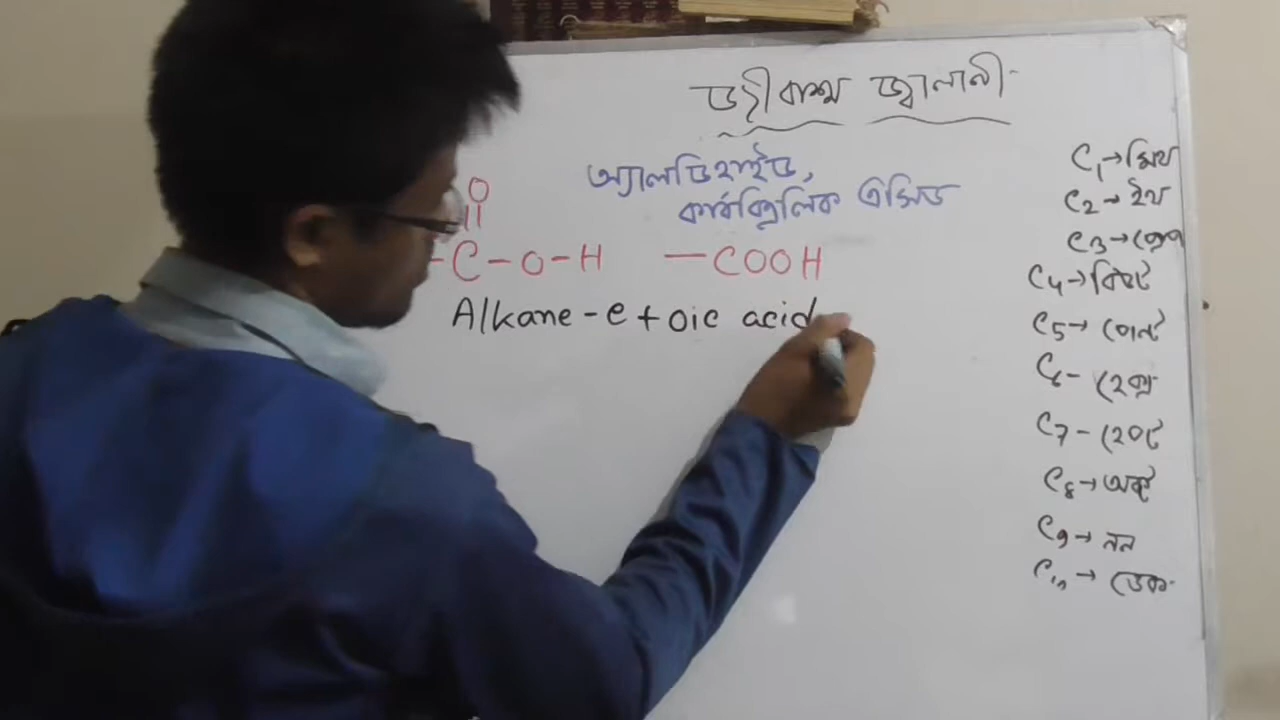 জীবাশ্ম জ্বালানী
অ্যালডিহাইড,
কার্বক্সিলিক এসিড
O
||
-C-O-H —COOH
Alkane-e+oic acid
C1→মিথ
C2→ইথ
C3→প্রোপ
C4→বিউট
C5→পেন্ট
C6- হেক্স
C7-হেপট
C8→অক্ট
C9→নন
C10→ডেক